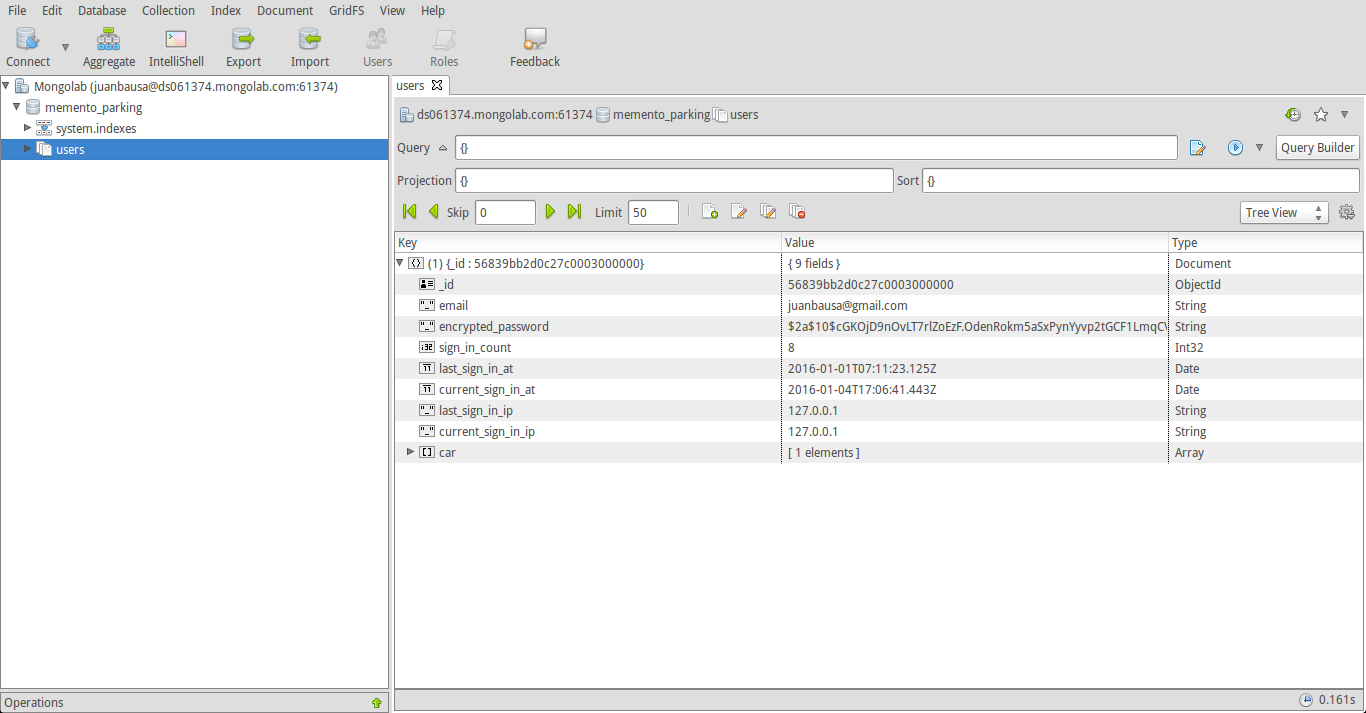 File Edit Database Collection Index Document GridFS View Help
Connect Aggregate IntelliShell Export Import Users Roles Feedback
Mongolab (juanbausa@ds061374.mongolab.com:61374)
memento_parking
system.indexes
users
users
ds061374.mongolab.com:61374 memento_parking users
Query {} Query Builder
Projection {} Sort {}
Skip 0 Limit 50 Tree View
Key Value Type
(1) {_id : 56839bb2d0c27c0003000000} { 9 fields } Document
_id 56839bb2d0c27c0003000000 ObjectId
email juanbausa@gmail.com String
encrypted_password $2a$10$cGKOjD9nOvLT7rlZoEzF.OdenRokm5aSxPynYyvp2tGCF1LmqC String
sign_in_count 8 Int32
last_sign_in_at 2016-01-01T07:11:23.125Z Date
current_sign_in_at 2016-01-04T17:06:41.443Z Date
last_sign_in_ip 127.0.0.1 String
current_sign_in_ip 127.0.0.1 String
car [ 1 elements ] Array
Operations 0.161s